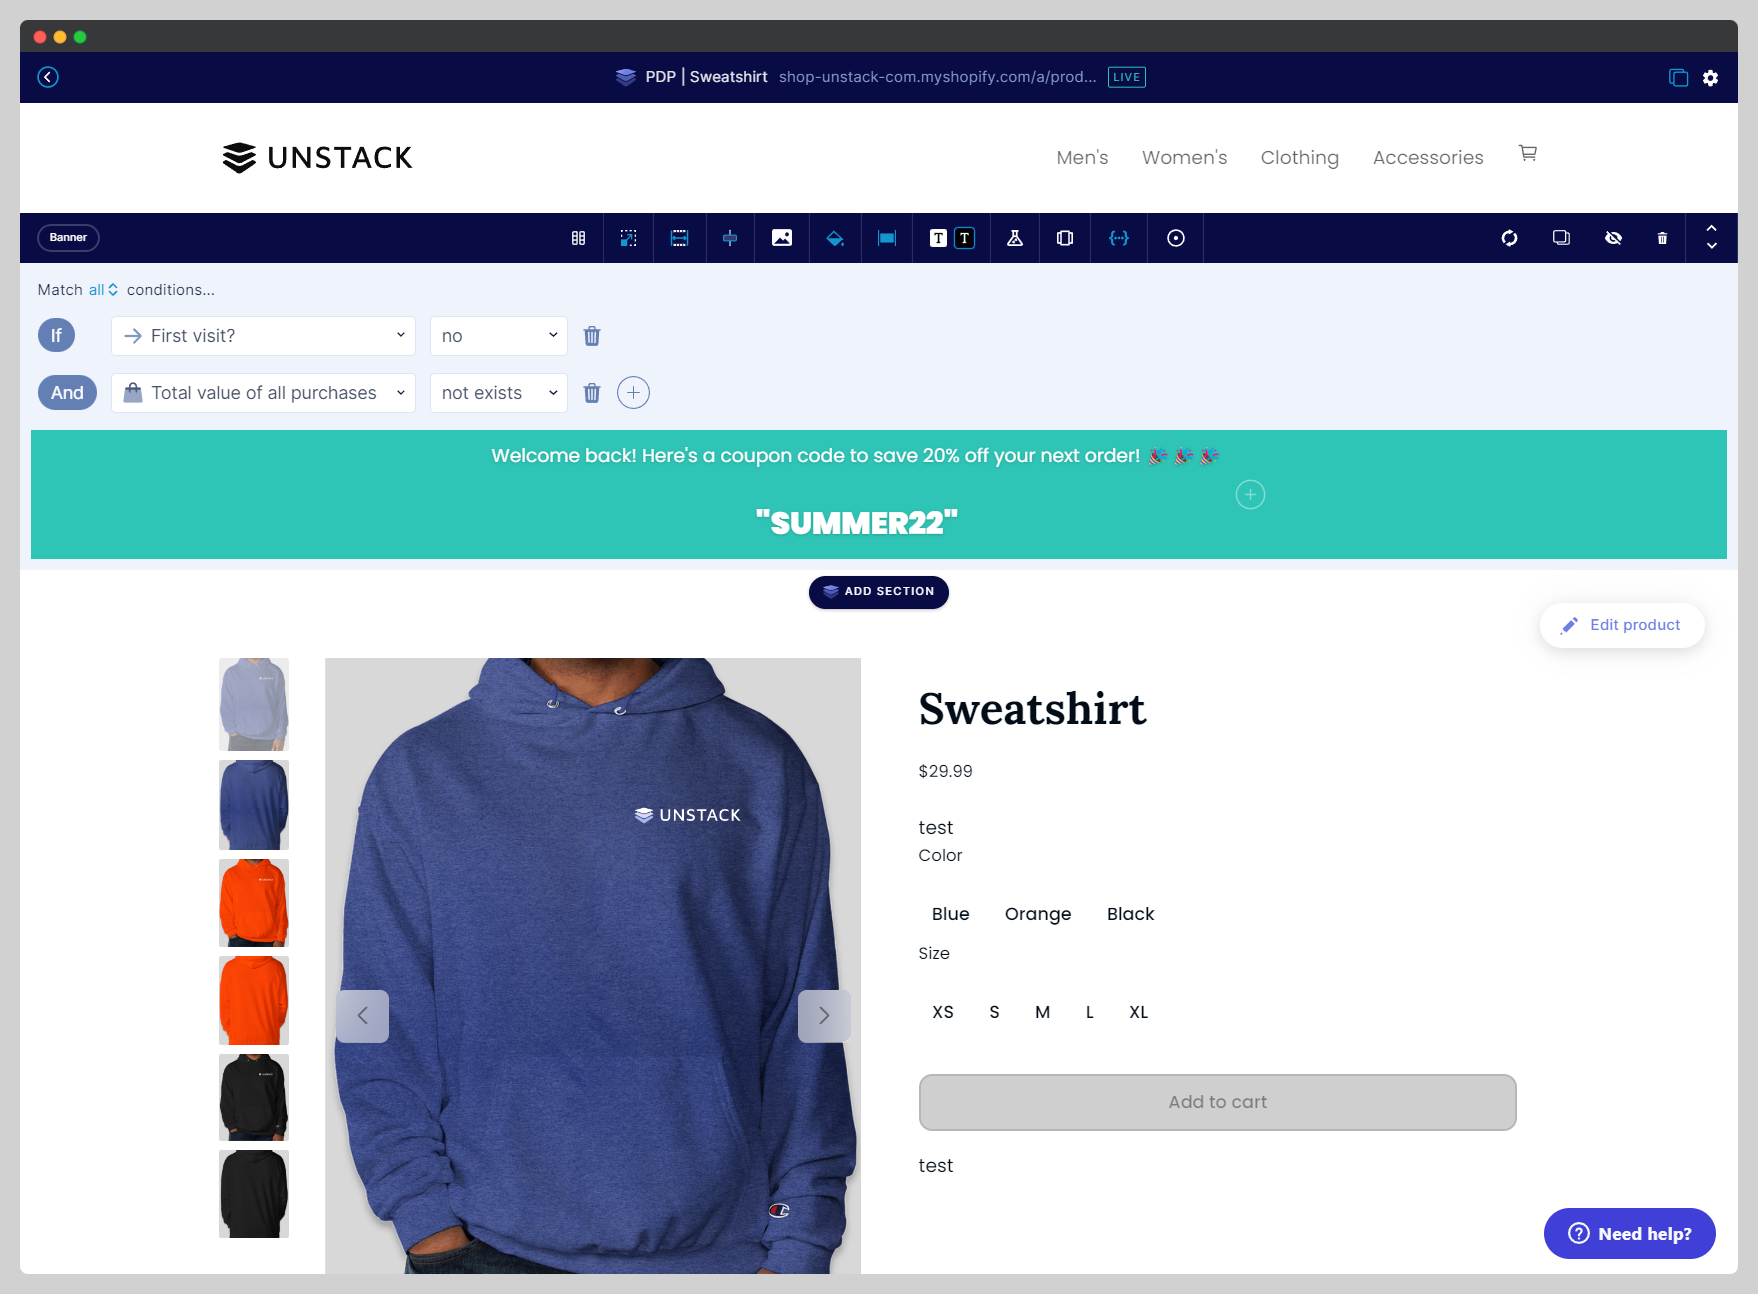 PDP | Sweatshirt shop-unstack-com.myshopify.com/a/prod... LIVE
UNSTACK Men's Women's Clothing Accessories
Banner T T
Match all conditions...
If First visit? no
And Total value of all purchases not exists
Welcome back! Here's a coupon code to save 20% off your next order! 🎉 🎉 🎉
"SUMMER22"
ADD SECTION
Edit product
Sweatshirt
$29.99
UNSTACK
test
Color
Blue Orange Black
Size
XS S M L XL
Add to cart
test
Need help?